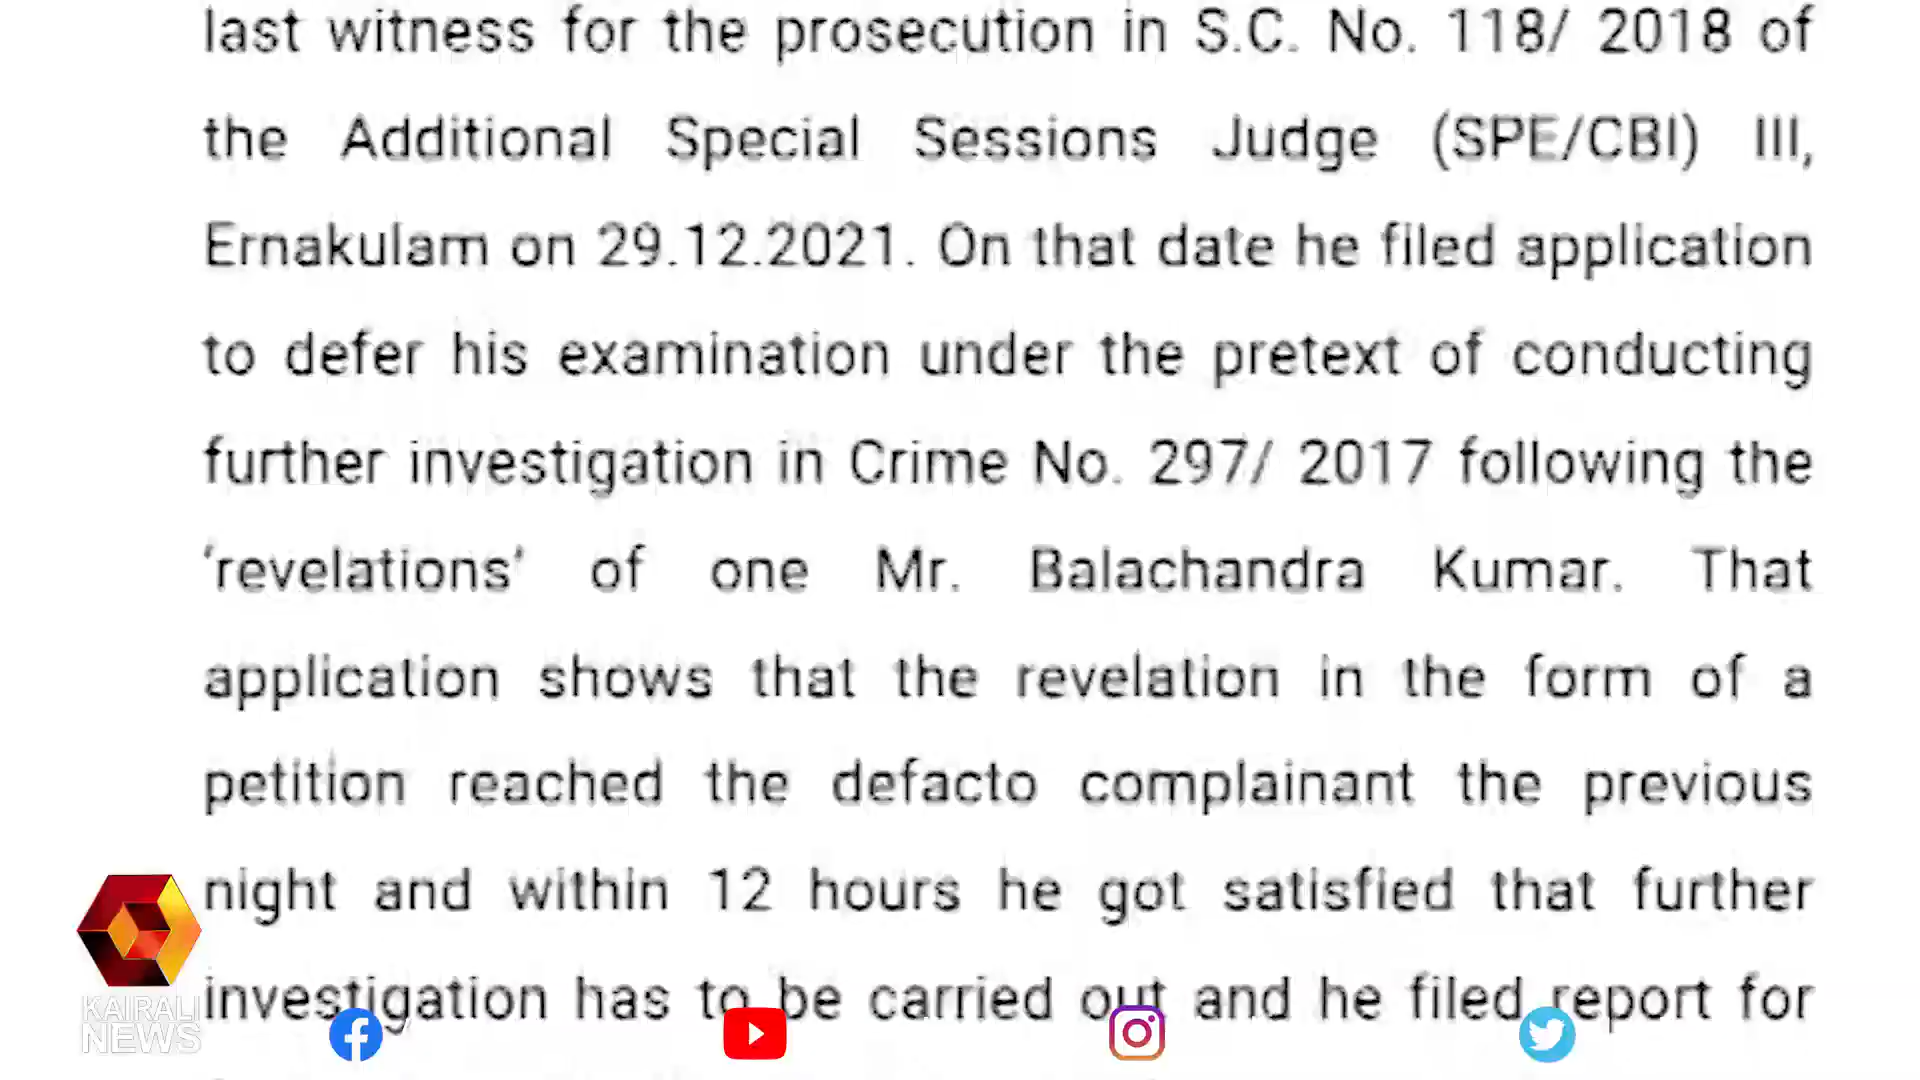 last witness for the prosecution in S.C. No. 118/ 2018 of
the Additional Special Sessions Judge (SPE/CBI) III,
Ernakulam on 29.12.2021. On that date he filed application
to defer his examination under the pretext of conducting
further investigation in Crime No. 297/ 2017 following the
‘revelations’ of one Mr. Balachandra Kumar. That
application shows that the revelation in the form of a
petition reached the defacto complainant the previous
night and within 12 hours he got satisfied that further
investigation has to be carried out and he filed report for
KAIRALI
NEWS